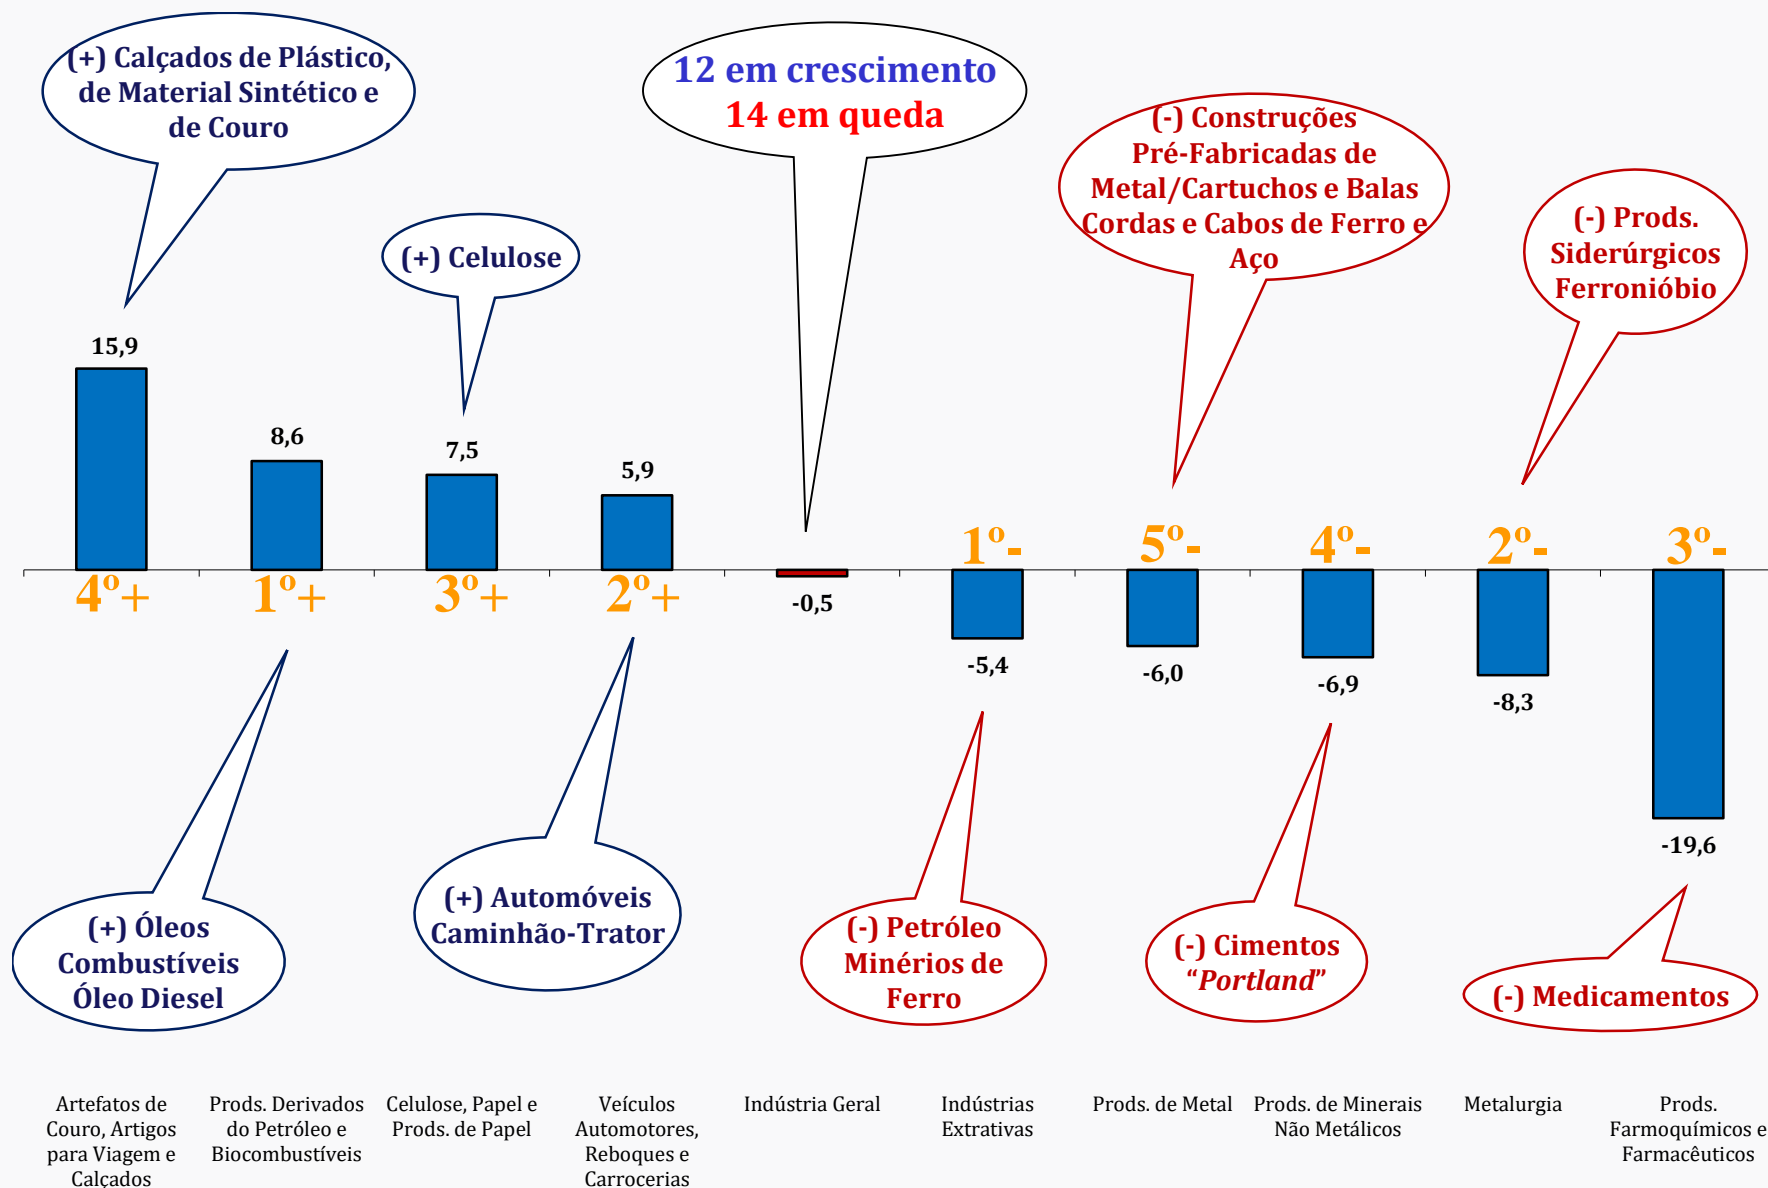 (+) Calçados de Plástico,
de Material Sintético e
de Couro
12 em crescimento
14 em queda
(-) Construções
Pré-Fabricadas de
Metal/Cartuchos e Balas
Cordas e Cabos de Ferro e
Aço
(-) Prods.
Siderúrgicos
Ferronióbio
(+) Celulose
15,9
8,6
7,5
5,9
-0,5
-5,4
-6,0
-6,9
-8,3
-19,6
4º+
1º+
3º+
2º+
1º-
5º-
4º-
2º-
3º-
(+) Óleos
Combustíveis
Óleo Diesel
(+) Automóveis
Caminhão-Trator
(-) Petróleo
Minérios de
Ferro
(-) Cimentos
“Portland”
(-) Medicamentos
Artefatos de
Couro, Artigos
para Viagem e
Calçados
Prods. Derivados
do Petróleo e
Biocombustíveis
Celulose, Papel e
Prods. de Papel
Veículos
Automotores,
Reboques e
Carrocerias
Indústria Geral
Indústrias
Extrativas
Prods. de Metal
Prods. de Minerais
Não Metálicos
Metalurgia
Prods.
Farmoquímicos e
Farmacêuticos